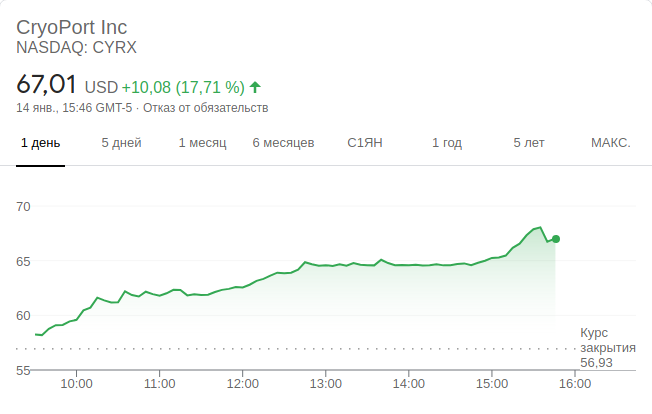 CryoPort Inc
NASDAQ: CYRX
67,01 USD +10,08 (17,71 %)
14 янв., 15:46 GMT-5 · Отказ от обязательств
1 день 5 дней 1 месяц 6 месяцев С1ЯН 1 год 5 лет МАКС.
70
65
60
Курс
закрытия
56,93
55
10:00 11:00 12:00 13:00 14:00 15:00 16:00